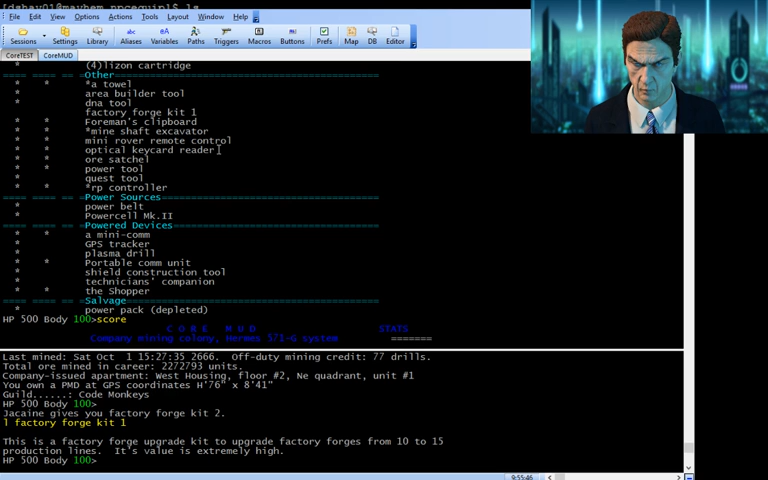 [dshav01@mayhem npcequip]$ ls
File Edit View Options Actions Tools Layout Window Help
Sessions Settings Library Aliases Variables Paths Triggers Macros Buttons Prefs Map DB Editor
CoreTEST CoreMUD
(4)lizon cartridge
==== ==== == Other
* * *a towel
* area builder tool
* dna tool
factory forge kit 1
* * Foreman's clipboard
* * *mine shaft excavator
* * mini rover remote control
* * optical keycard reader
* * ore satchel
* * power tool
* quest tool
* * *rp controller
==== ==== == Power Sources
* power belt
* Powercell Mk.II
==== ==== == Powered Devices
* * a mini-comm
* GPS tracker
* plasma drill
* * Portable comm unit
* shield construction tool
* technicians' companion
* * the Shopper
==== ==== == Salvage
* power pack (depleted)
HP 500 Body 100>score
C O R E M U D STATS
Company mining colony, Hermes 571-G system =======
Last mined: Sat Oct 1 15:27:35 2666. Off-duty mining credit: 77 drills.
Total ore mined in career: 2272793 units.
Company-issued apartment: West Housing, floor #2, Ne quadrant, unit #1
You own a PMD at GPS coordinates H'76" x 8'41"
Guild......: Code Monkeys
HP 500 Body 100>
Jacaine gives you factory forge kit 2.
l factory forge kit 1
This is a factory forge upgrade kit to upgrade factory forges from 10 to 15
production lines. It's value is extremely high.
HP 500 Body 100>
9:55:46